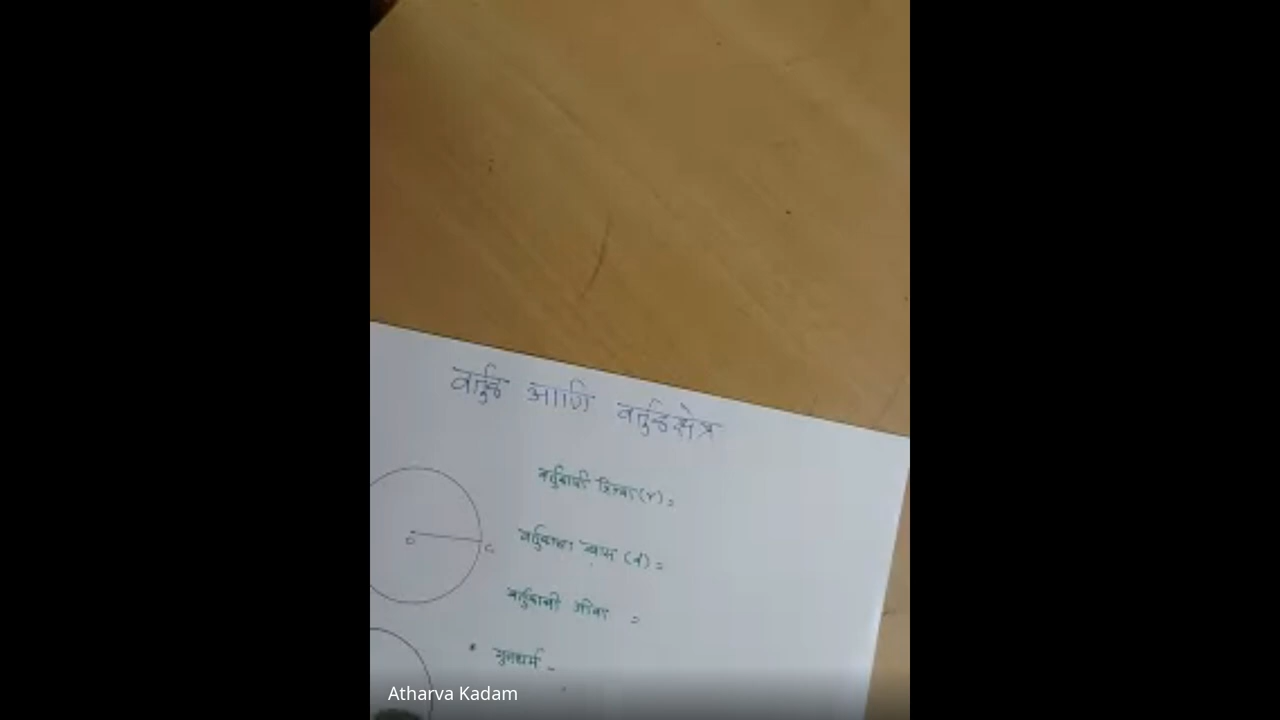 वर्तुळ आणि वर्तुळक्षेत्र
वर्तुळाची त्रिज्या (r) =
O C
वर्तुळाचा व्यास (d) =
वर्तुळाची जीवा =
* गुणधर्म -
Atharva Kadam